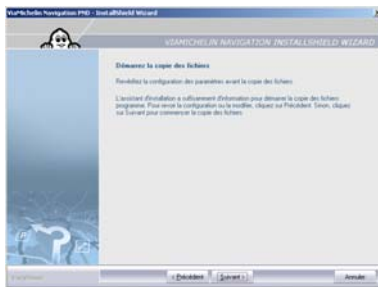 ViaMichelin Navigation PND - InstallShield Wizard
VIAMICHELIN NAVIGATION INSTALLSHIELD WIZARD
Démarrez la copie des fichiers
Revérifiez la configuration des paramètres avant la copie des fichiers.
L'assistant d'installation a suffisamment d'information pour démarrer la copie des fichiers
programme. Pour revoir la configuration ou la modifier, cliquez sur Précédent. Sinon, cliquez
sur Suivant pour commencer la copie des fichiers.
< Précédent
Suivant >
Annuler